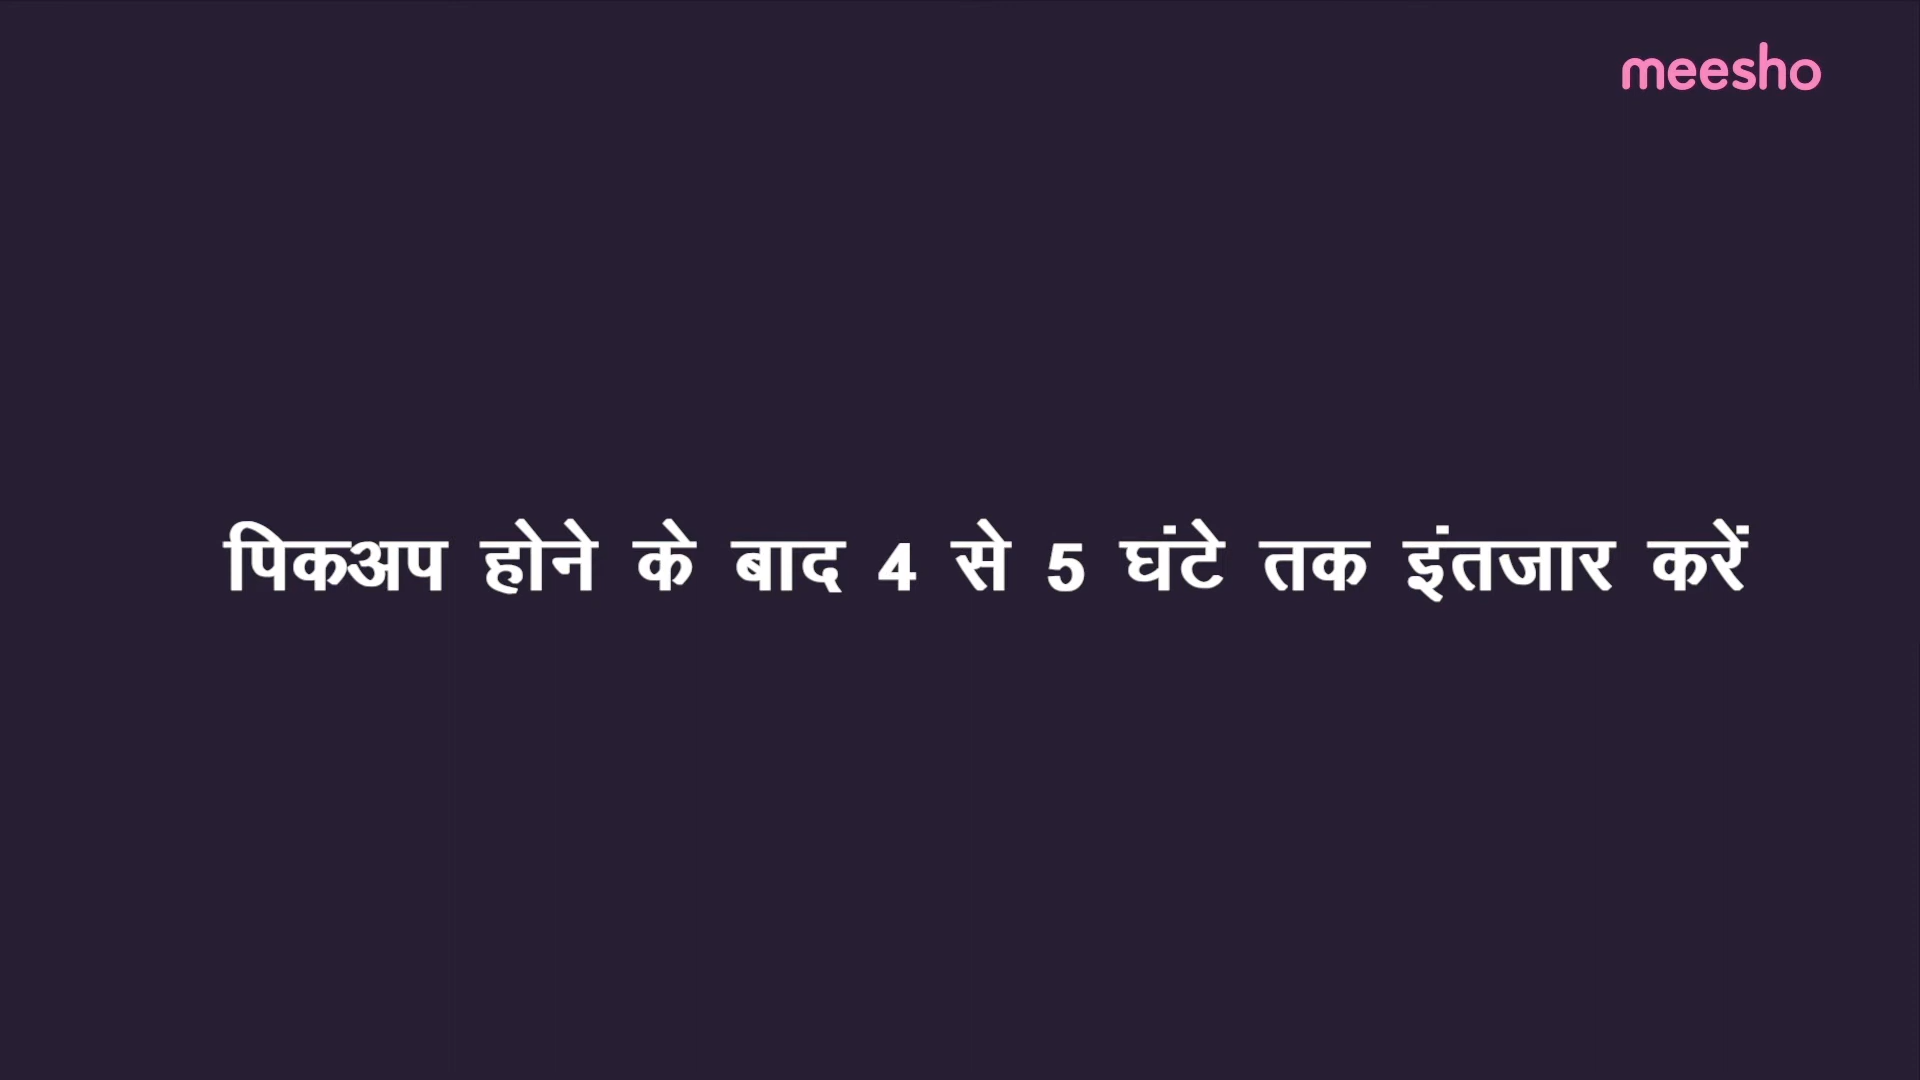 meesho
पिकअप होने के बाद 4 से 5 घंटे तक इंतजार करें